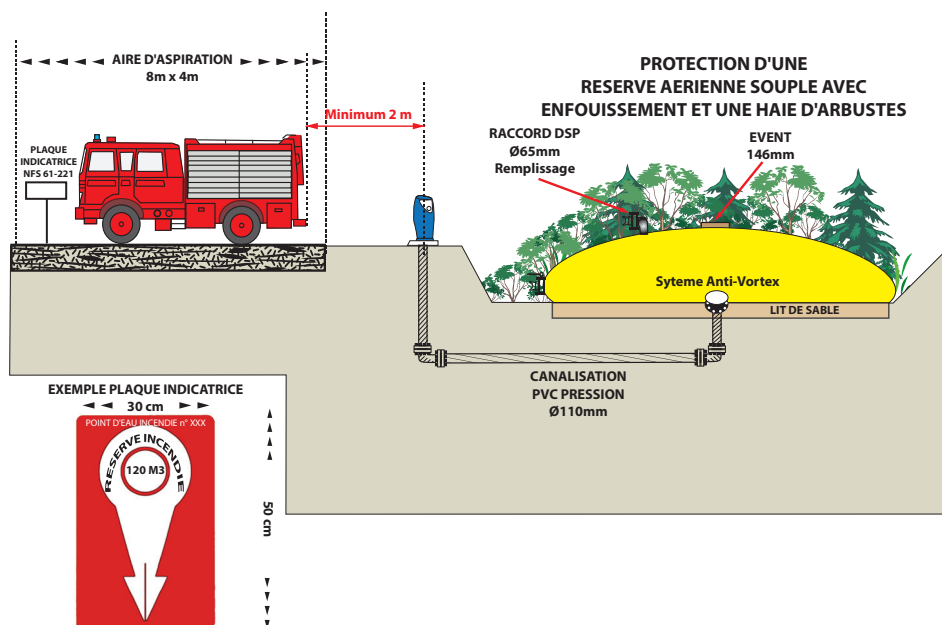 AIRE D'ASPIRATION
8m x 4m
Minimum 2 m
PLAQUE
INDICATRICE
NFS 61-221
PROTECTION D'UNE
RESERVE AERIENNE SOUPLE AVEC
ENFOUISSEMENT ET UNE HAIE D'ARBUSTES
RACCORD DSP
Ø65mm
Remplissage
EVENT
146mm
Syteme Anti-Vortex
LIT DE SABLE
CANALISATION
PVC PRESSION
Ø110mm
EXEMPLE PLAQUE INDICATRICE
30 cm
POINT D'EAU INCENDIE n° XXX
RESERVE INCENDIE
120 M3
50 cm